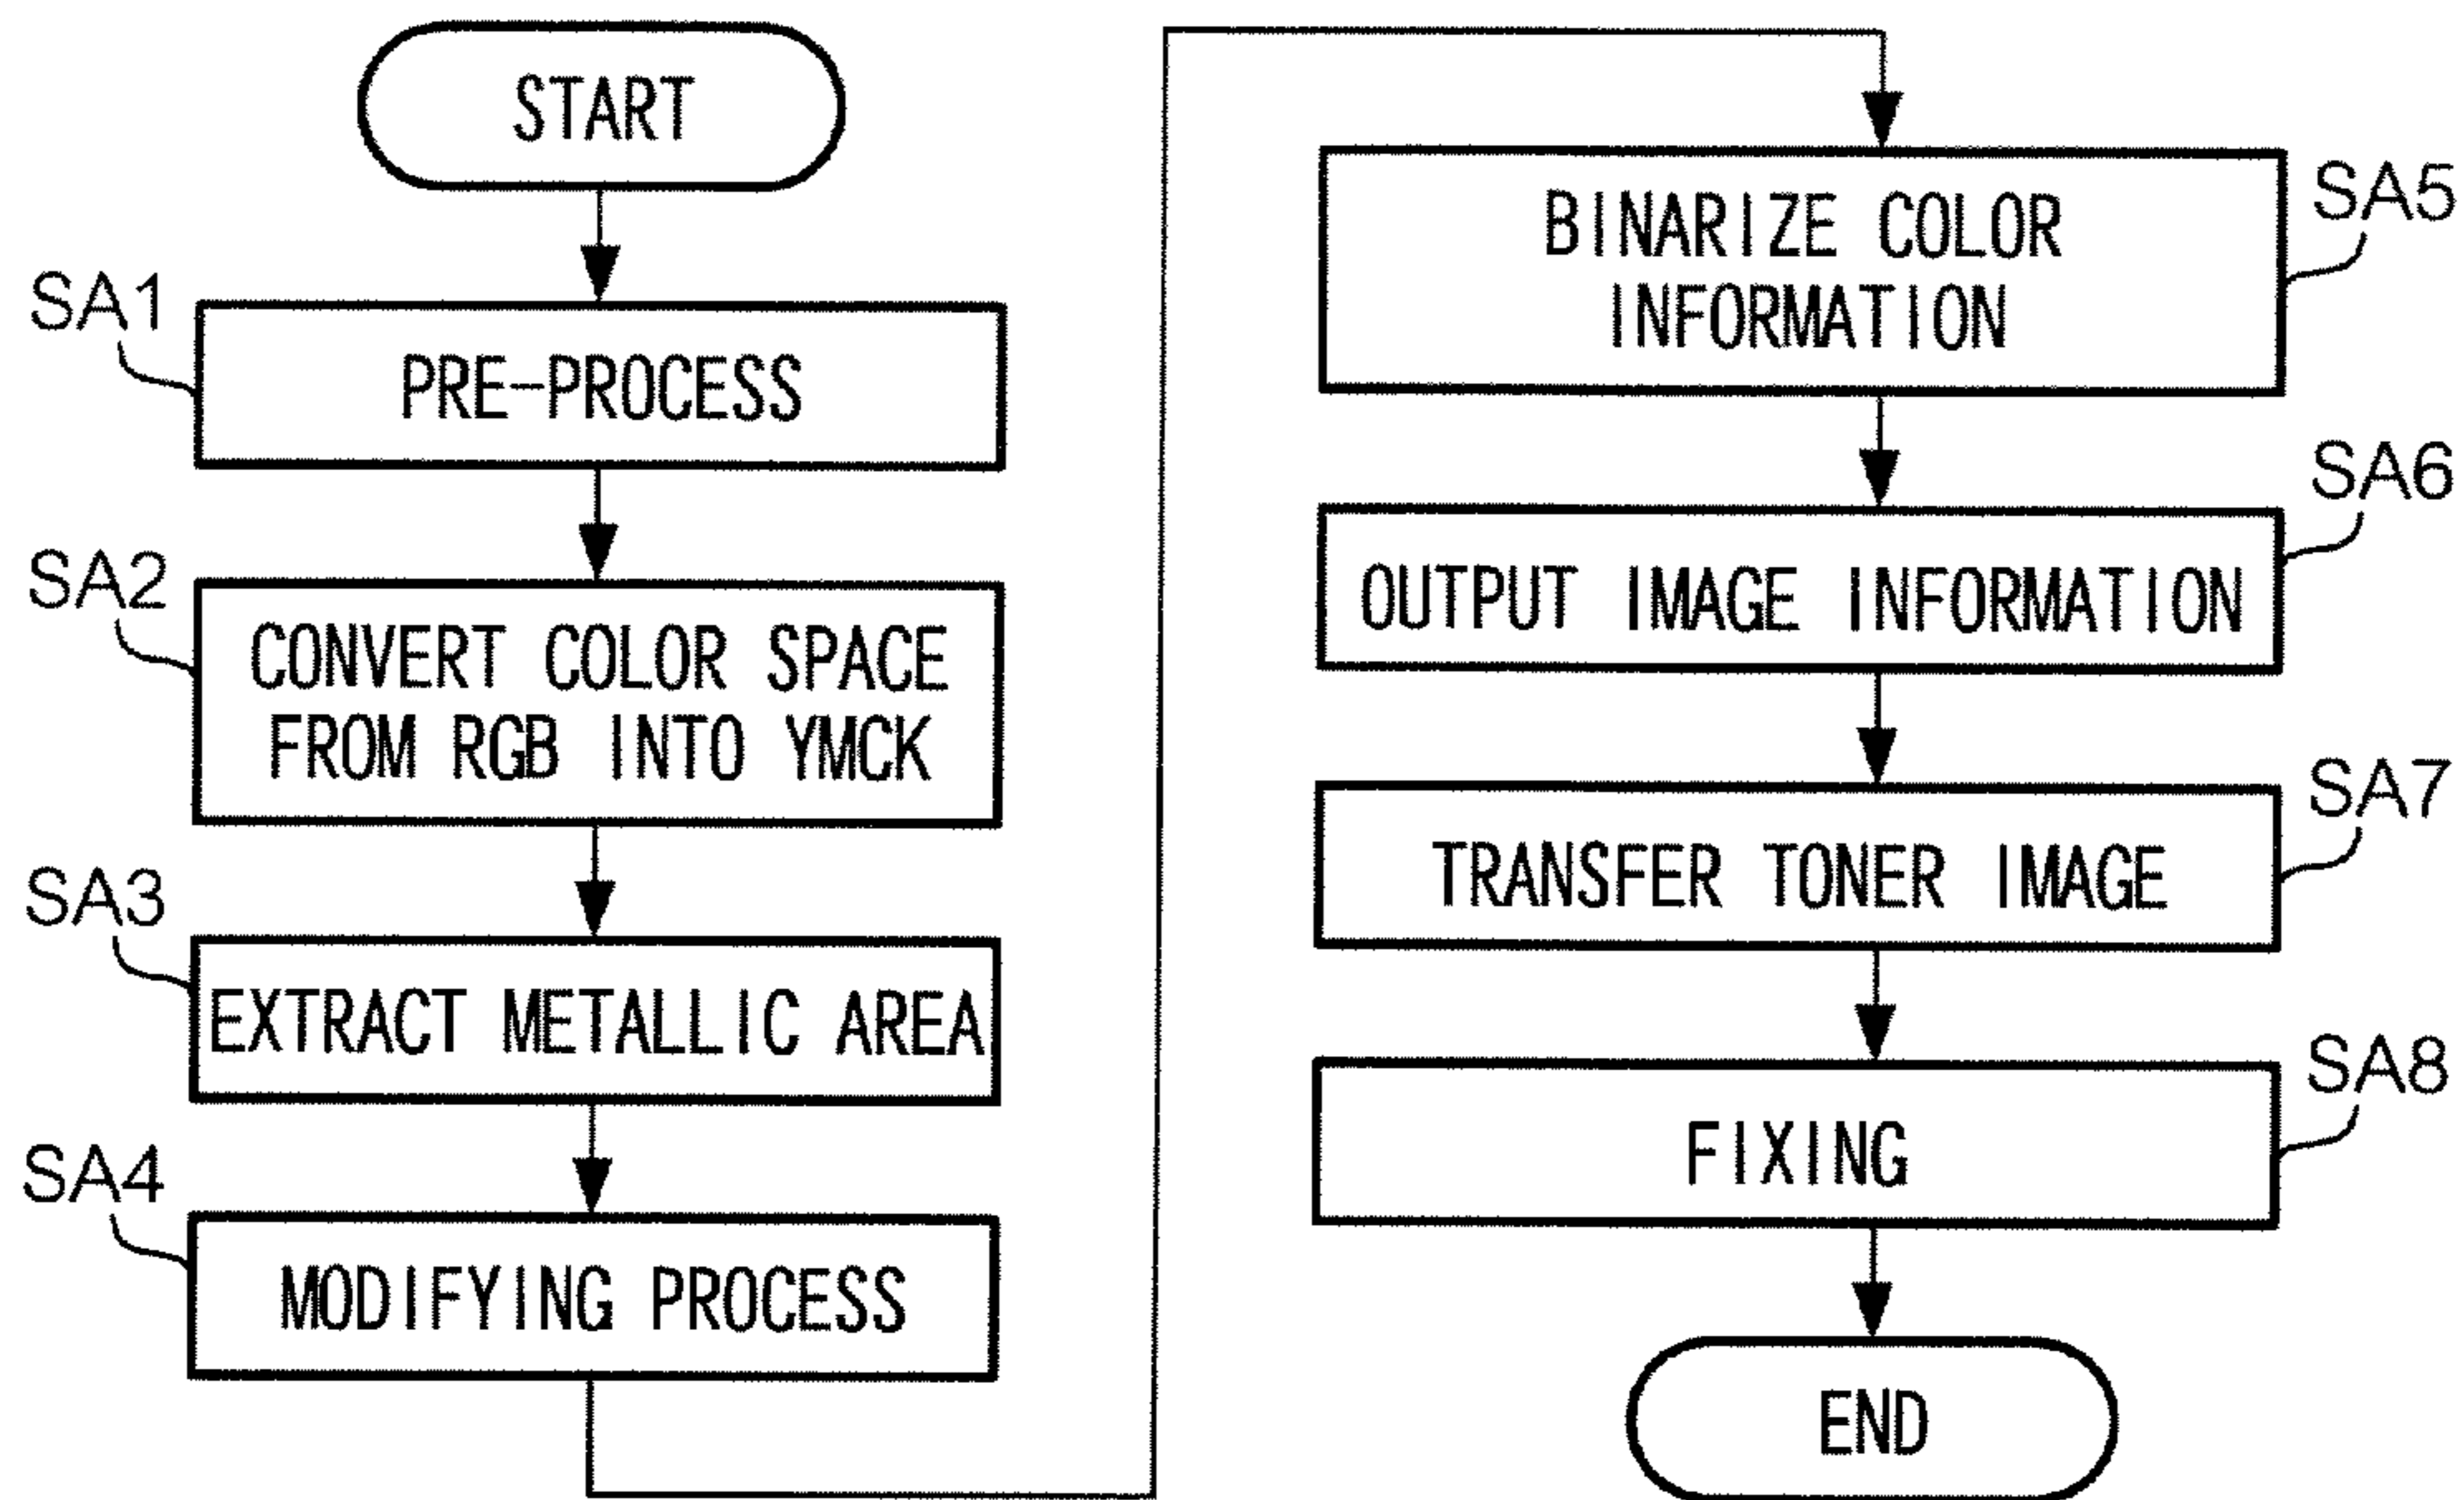 START
SA1
PRE-PROCESS
SA2
CONVERT COLOR SPACE
FROM RGB INTO YMCK
SA3
EXTRACT METALLIC AREA
SA4
MODIFYING PROCESS
SA5
BINARIZE COLOR
INFORMATION
SA6
OUTPUT IMAGE INFORMATION
SA7
TRANSFER TONER IMAGE
SA8
FIXING
END